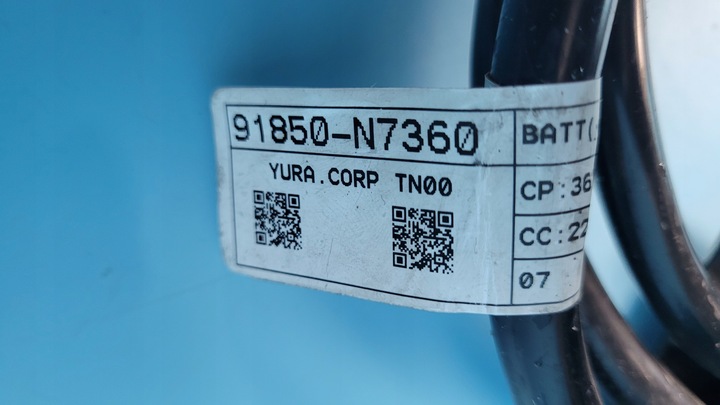 91850-N7360
YURA.CORP TN00
BATT(
CP:36
CC:22
07